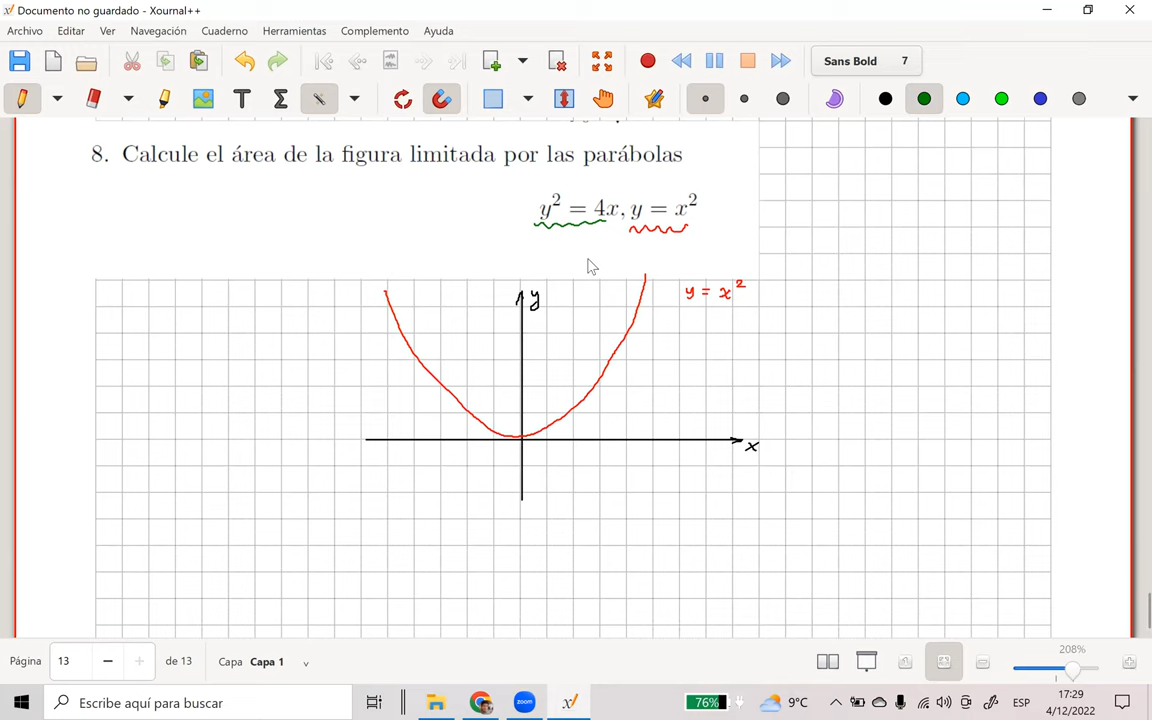 Documento no guardado - Xournal++
Archivo Editar Ver Navegación Cuaderno Herramientas Complemento Ayuda
Sans Bold 7
8. Calcule el área de la figura limitada por las parábolas
y² = 4x, y = x²
y = x²
y
x
Página 13 de 13 Capa Capa 1
208%
Escribe aquí para buscar
zoom
76%
9°C
ESP
17:29
4/12/2022